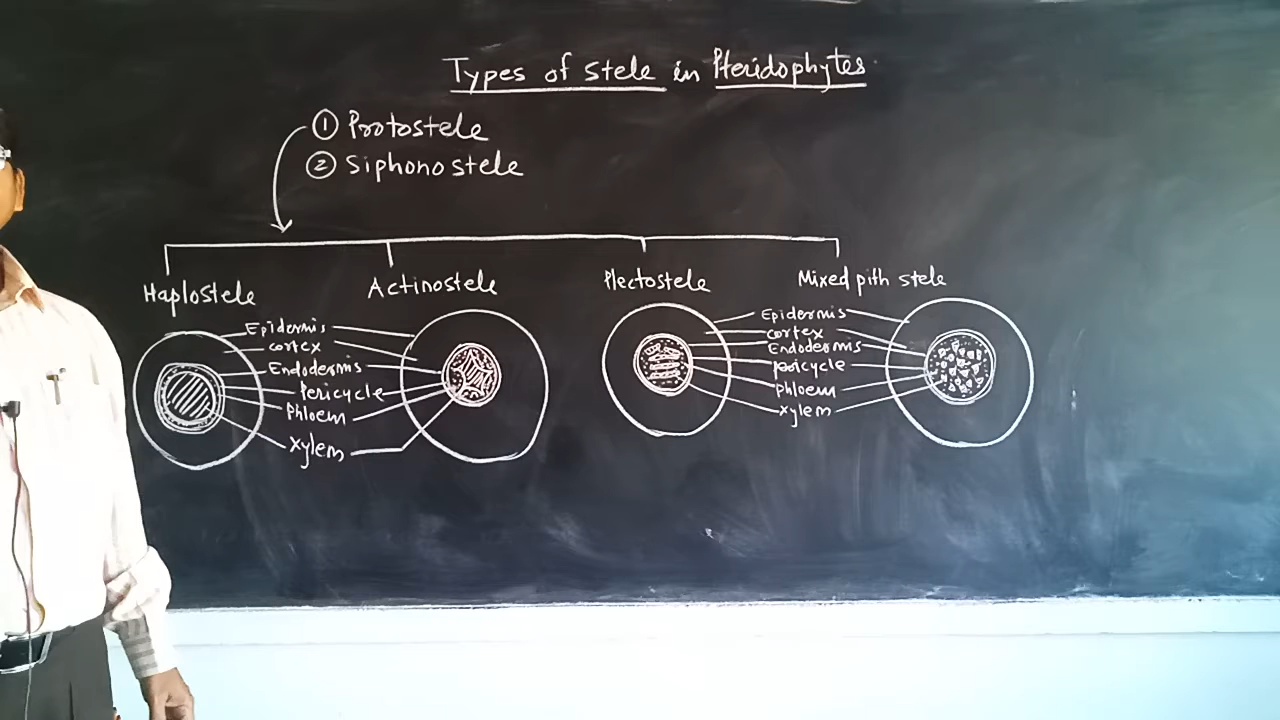 Types of stele in Pteridophytes
① Protostele
② Siphonostele
Haplostele
Actinostele
Plectostele
Mixed pith stele
Epidermis
cortex
Endodermis
Pericycle
Phloem
Xylem
Epidermis
cortex
Endodermis
pericycle
Phloem
xylem